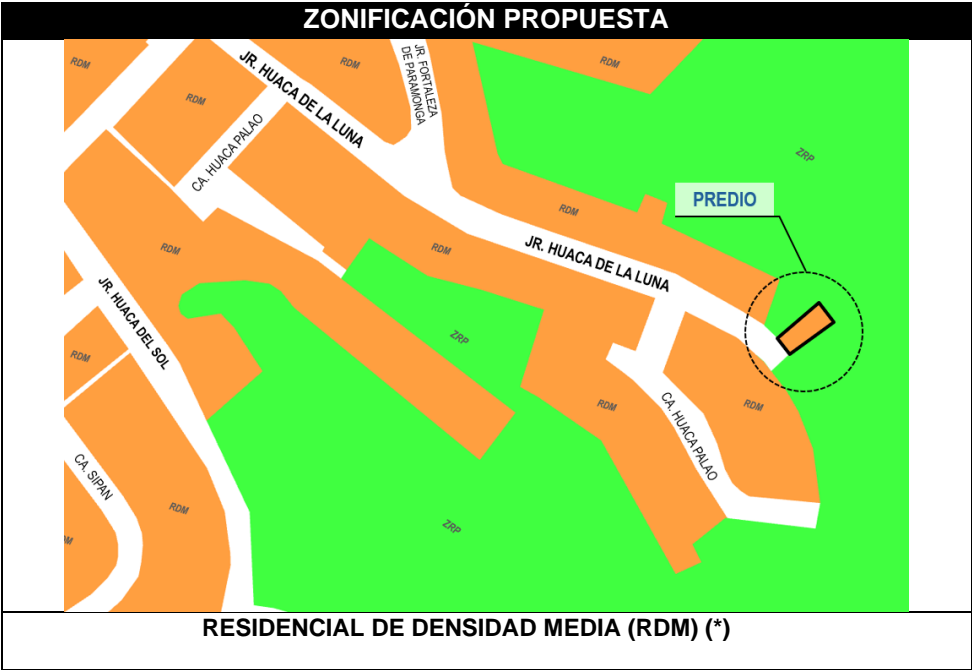 ZONIFICACIÓN PROPUESTA
RDM
RDM
RDM
RDM
JR. HUACA DE LA LUNA
JR. FORTALEZA
DE PARAMONGA
CA. HUACA PALAO
ZRP
PREDIO
RDM
RDM
RDM
JR. HUACA DE LA LUNA
JR. HUACA DEL SOL
ZRP
RDM
RDM
RDM
CA. HUACA PALAO
CA. SIPAN
RDM
ZRP
M
RESIDENCIAL DE DENSIDAD MEDIA (RDM) (*)